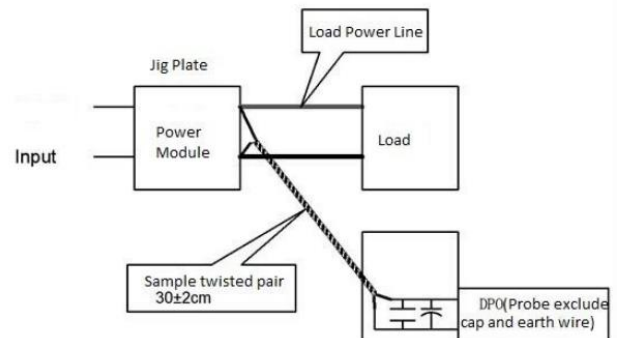 Load Power Line
Jig Plate
Power
Module
Load
Input
Sample twisted pair
30±2cm
DPO(Probe exclude
cap and earth wire)